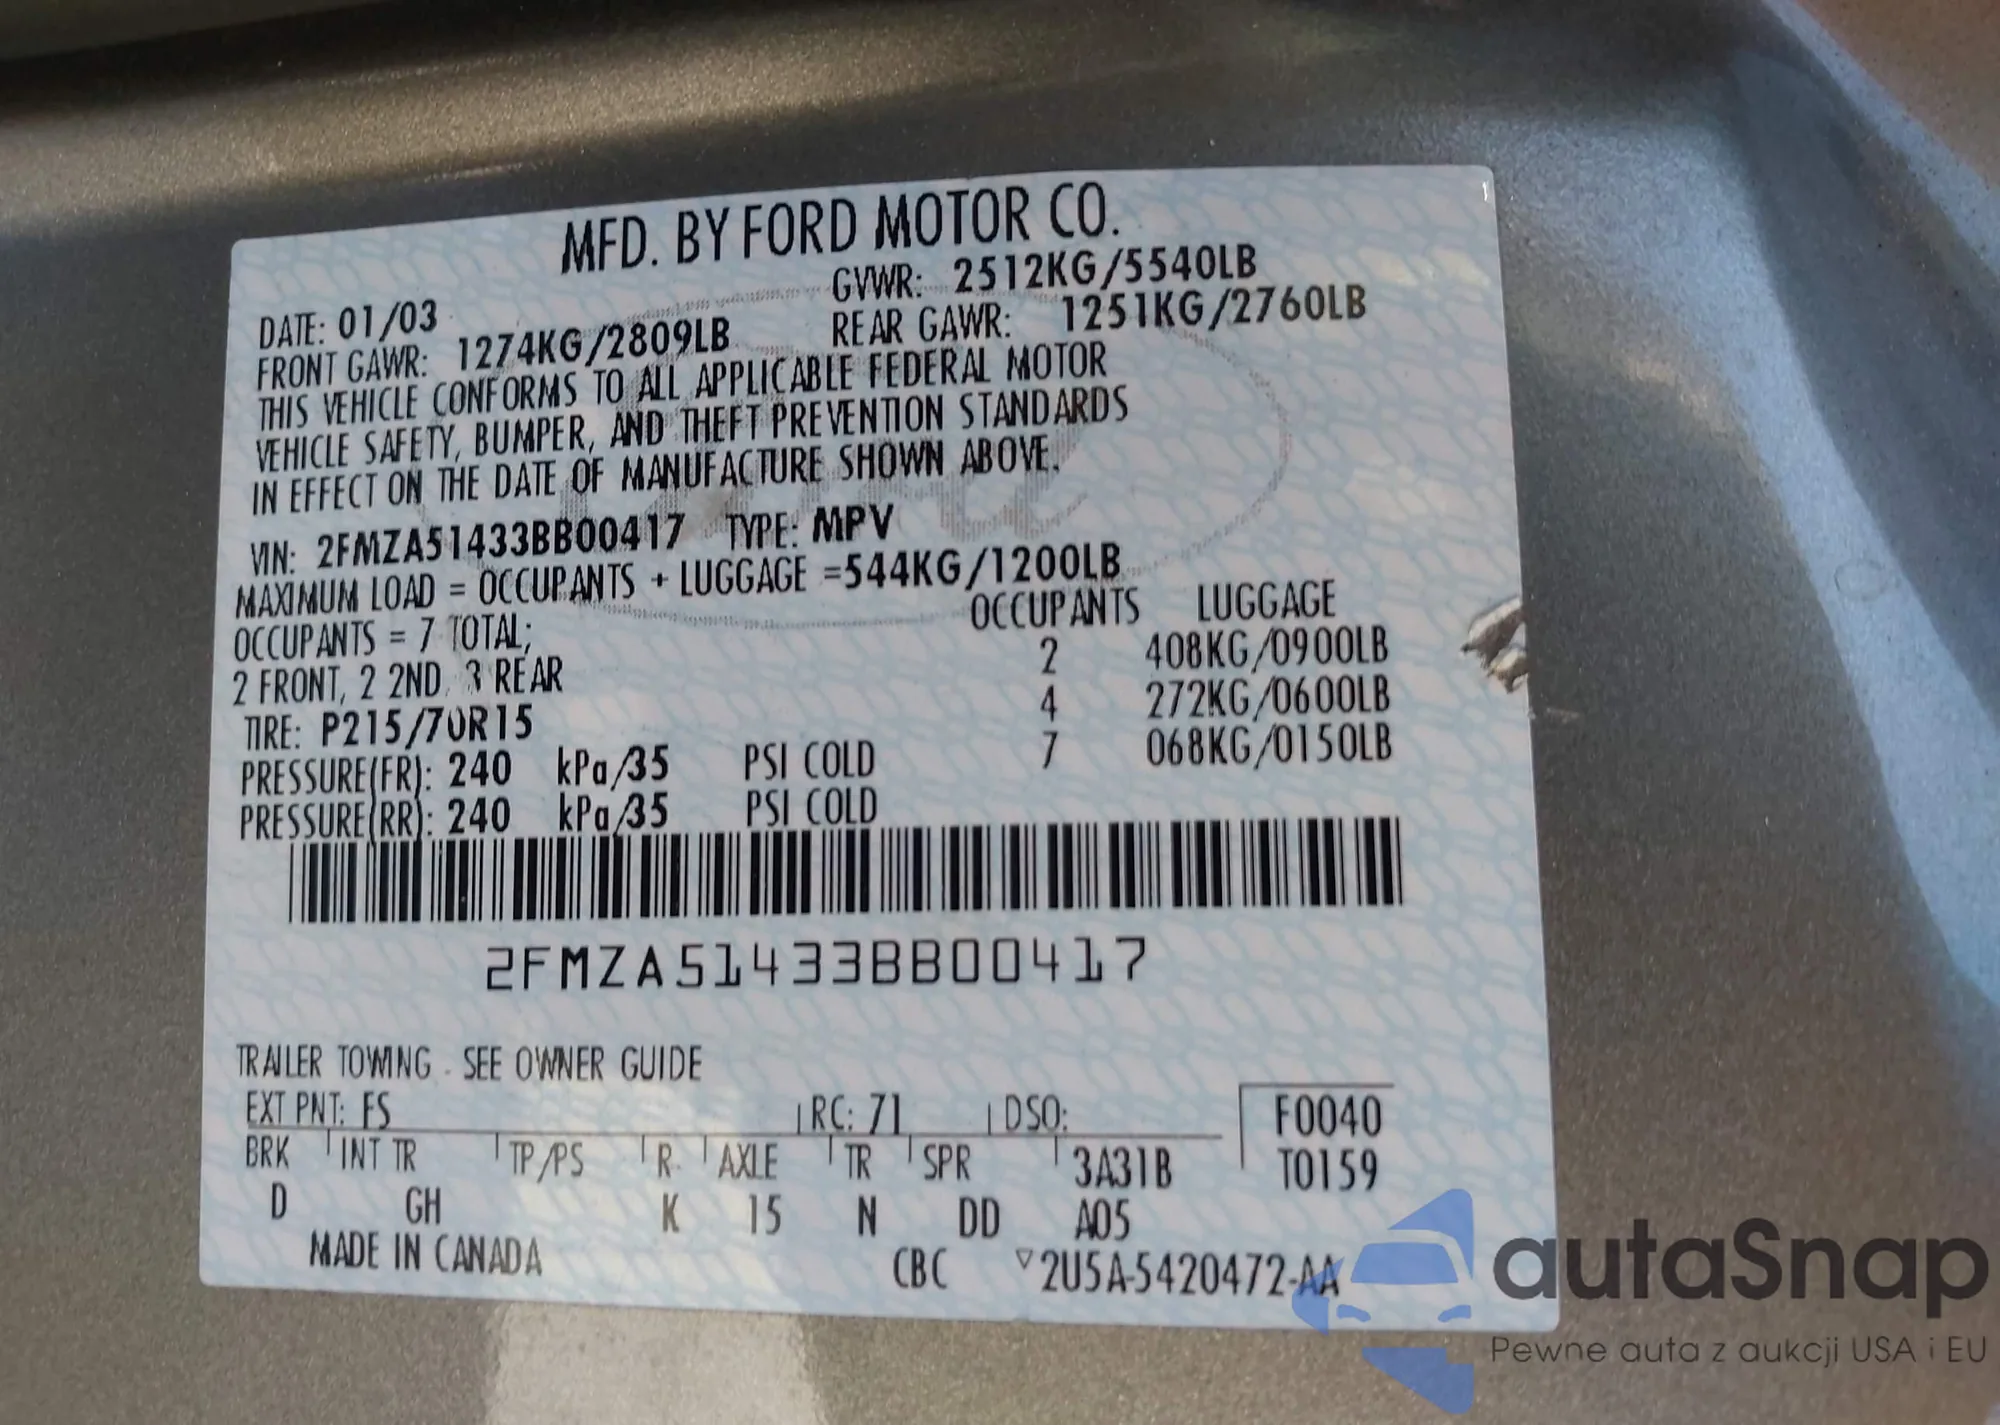 MFD. BY FORD MOTOR CO.
DATE: 01/03 GVWR: 2512KG/5540LB
FRONT GAWR: 1274KG/2809LB REAR GAWR: 1251KG/2760LB
THIS VEHICLE CONFORMS TO ALL APPLICABLE FEDERAL MOTOR
VEHICLE SAFETY, BUMPER, AND THEFT PREVENTION STANDARDS
IN EFFECT ON THE DATE OF MANUFACTURE SHOWN ABOVE.
VIN: 2FMZA51433BB00417 TYPE: MPV
MAXIMUM LOAD = OCCUPANTS + LUGGAGE =544KG/1200LB
OCCUPANTS = 7 TOTAL; OCCUPANTS LUGGAGE
2 FRONT, 2 2ND, 3 REAR 2 408KG/0900LB
TIRE: P215/70R15 4 272KG/0600LB
PRESSURE(FR): 240 kPa/35 PSI COLD 7 068KG/0150LB
PRESSURE(RR): 240 kPa/35 PSI COLD
2FMZA51433BB00417
TRAILER TOWING - SEE OWNER GUIDE
EXT PNT: FS RC: 71 DSO: F0040
BRK INT TR TP/PS R AXLE TR SPR 3A31B T0159
D GH K 15 N DD A05
MADE IN CANADA CBC ▽2U5A-5420472-AA
autaSnap
Pewne auta z aukcji USA i EU